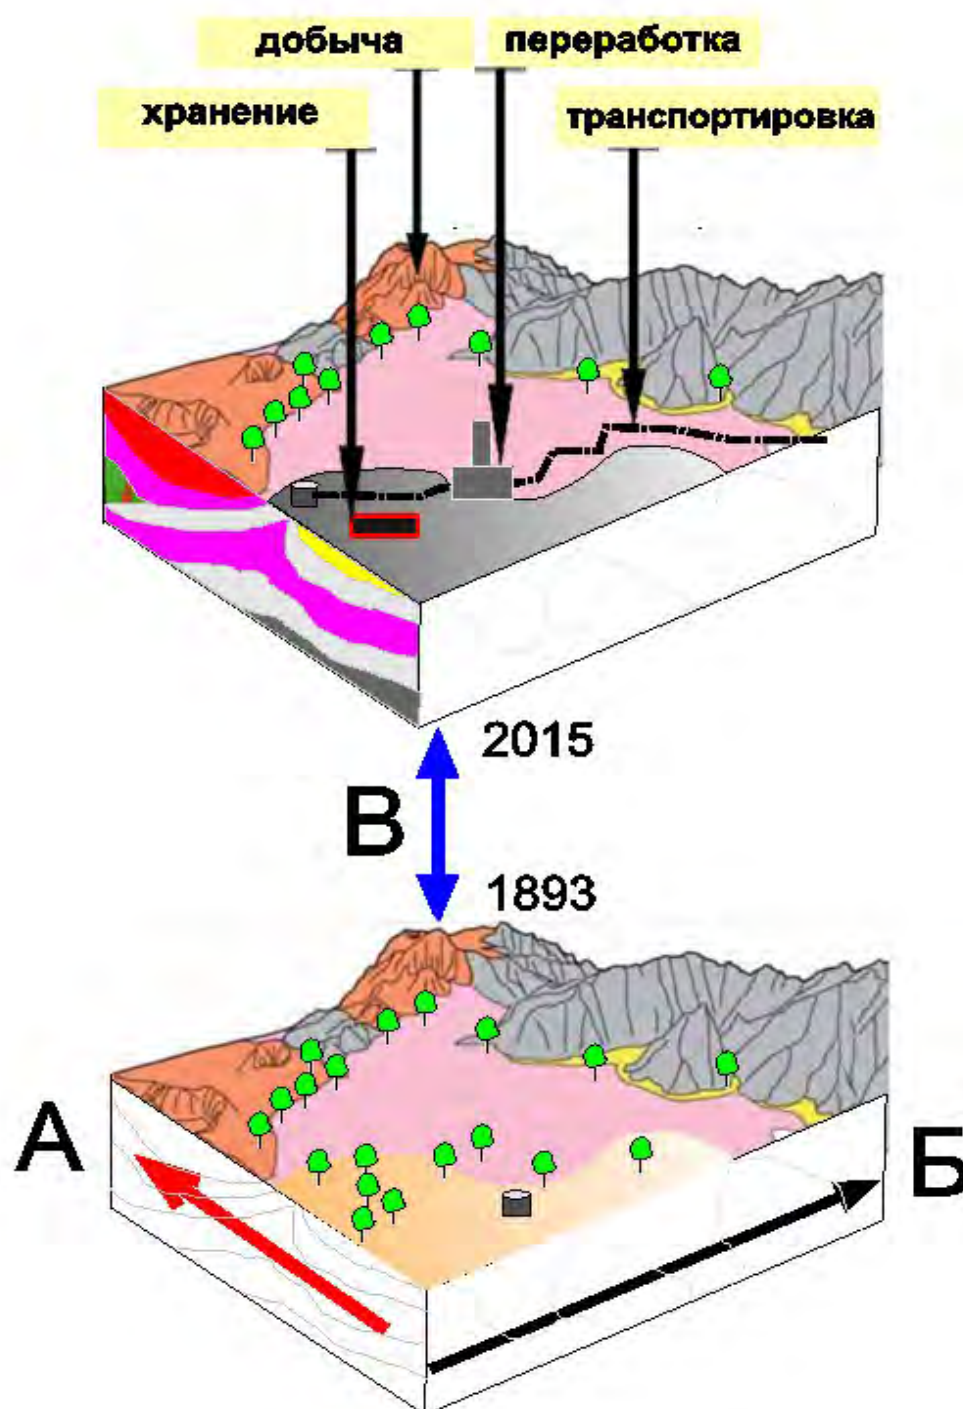 добыча
переработка
хранение
транспортировка
2015
В
1893
А
Б